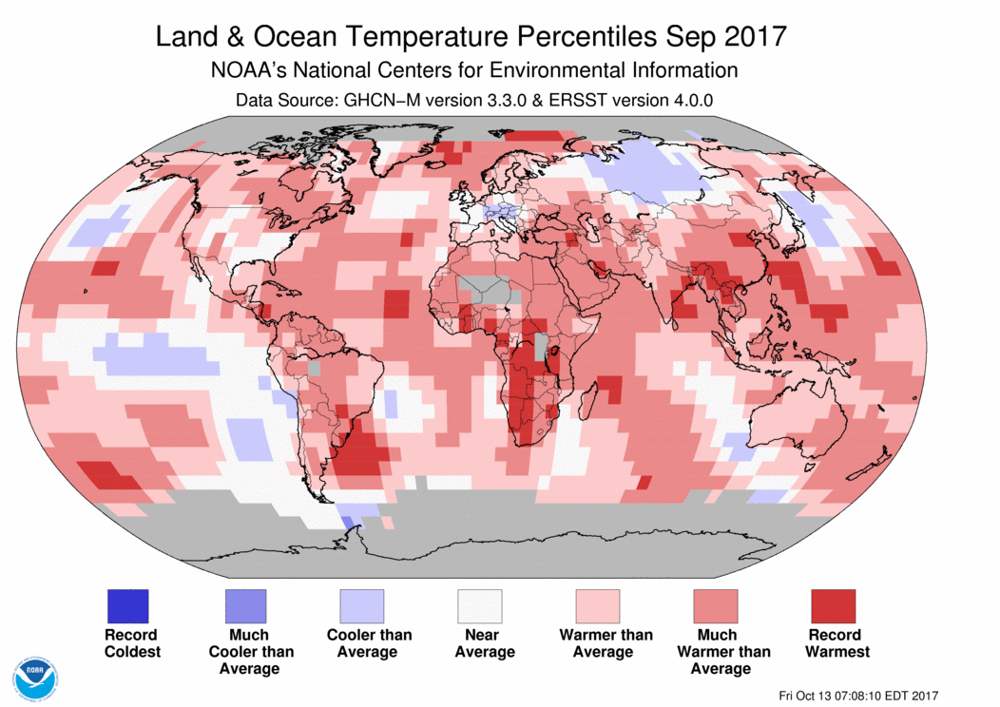 Land & Ocean Temperature Percentiles Sep 2017
NOAA's National Centers for Environmental Information
Data Source: GHCN−M version 3.3.0 & ERSST version 4.0.0
Record Coldest
Much Cooler than Average
Cooler than Average
Near Average
Warmer than Average
Much Warmer than Average
Record Warmest
NOAA
Fri Oct 13 07:08:10 EDT 2017